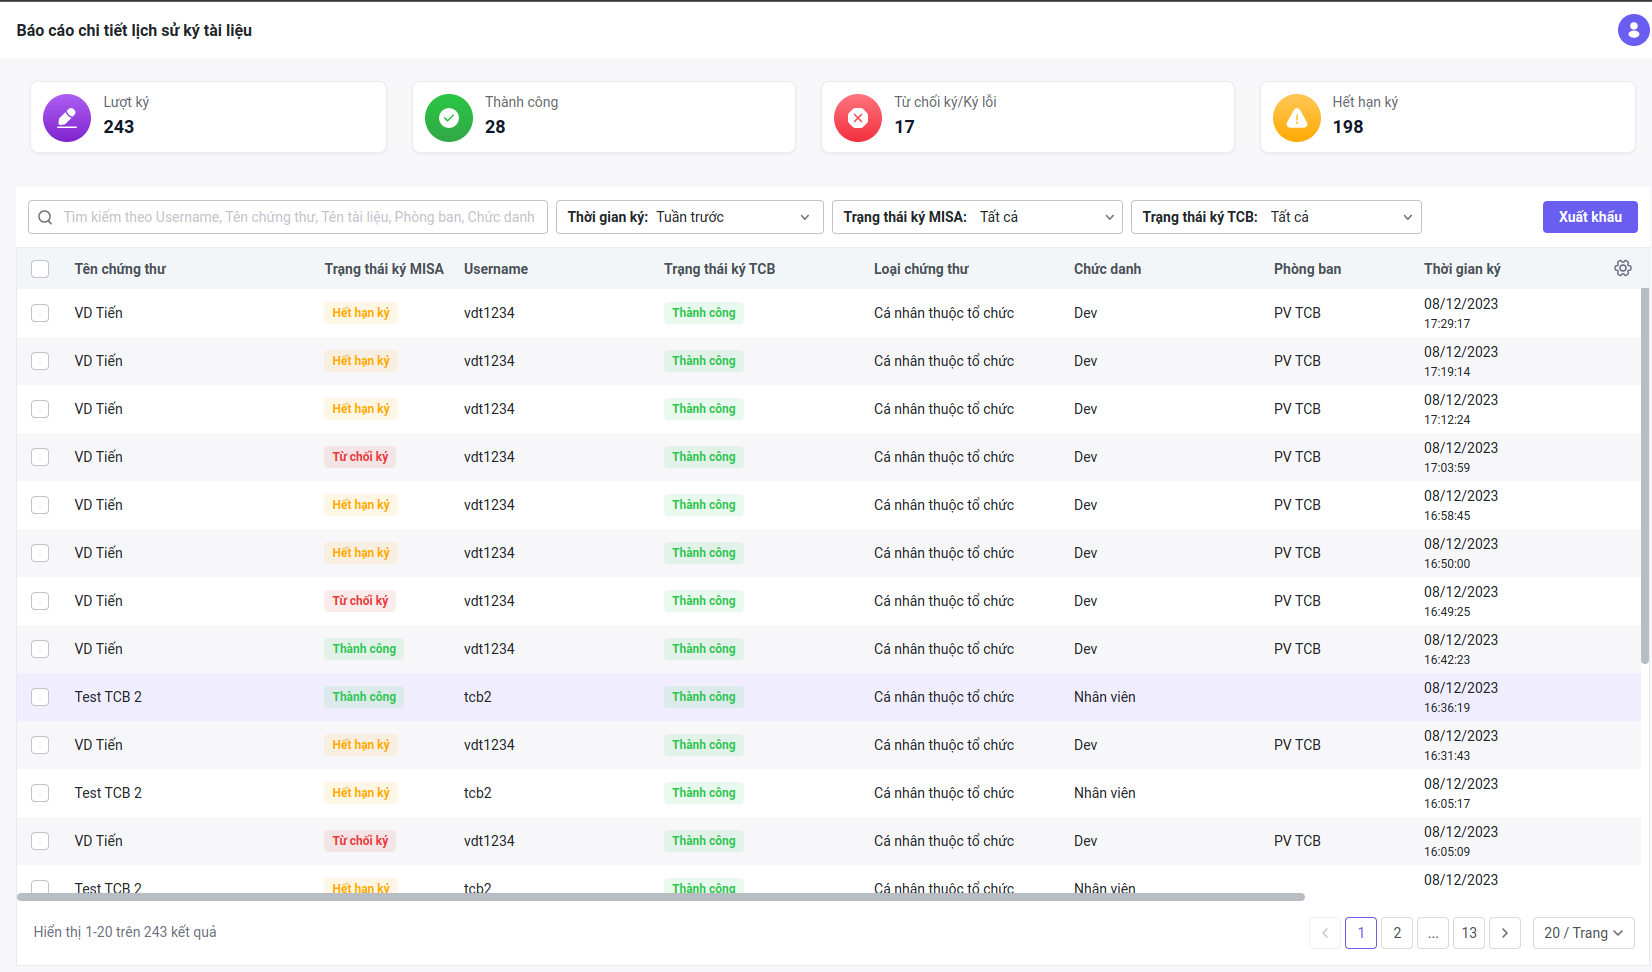 Báo cáo chi tiết lịch sử ký tài liệu
Lượt ký
243
Thành công
28
Từ chối ký/Ký lỗi
17
Hết hạn ký
198
Tìm kiếm theo Username, Tên chứng thư, Tên tài liệu, Phòng ban, Chức danh
Thời gian ký: Tuần trước
Trạng thái ký MISA: Tất cả
Trạng thái ký TCB: Tất cả
Xuất khẩu
Tên chứng thư Trạng thái ký MISA Username Trạng thái ký TCB Loại chứng thư Chức danh Phòng ban Thời gian ký
VD Tiến Hết hạn ký vdt1234 Thành công Cá nhân thuộc tổ chức Dev PV TCB 08/12/2023
17:29:17
VD Tiến Hết hạn ký vdt1234 Thành công Cá nhân thuộc tổ chức Dev PV TCB 08/12/2023
17:19:14
VD Tiến Hết hạn ký vdt1234 Thành công Cá nhân thuộc tổ chức Dev PV TCB 08/12/2023
17:12:24
VD Tiến Từ chối ký vdt1234 Thành công Cá nhân thuộc tổ chức Dev PV TCB 08/12/2023
17:03:59
VD Tiến Hết hạn ký vdt1234 Thành công Cá nhân thuộc tổ chức Dev PV TCB 08/12/2023
16:58:45
VD Tiến Hết hạn ký vdt1234 Thành công Cá nhân thuộc tổ chức Dev PV TCB 08/12/2023
16:50:00
VD Tiến Từ chối ký vdt1234 Thành công Cá nhân thuộc tổ chức Dev PV TCB 08/12/2023
16:49:25
VD Tiến Thành công vdt1234 Thành công Cá nhân thuộc tổ chức Dev PV TCB 08/12/2023
16:42:23
Test TCB 2 Thành công tcb2 Thành công Cá nhân thuộc tổ chức Nhân viên 08/12/2023
16:36:19
VD Tiến Hết hạn ký vdt1234 Thành công Cá nhân thuộc tổ chức Dev PV TCB 08/12/2023
16:31:43
Test TCB 2 Hết hạn ký tcb2 Thành công Cá nhân thuộc tổ chức Nhân viên 08/12/2023
16:05:17
VD Tiến Từ chối ký vdt1234 Thành công Cá nhân thuộc tổ chức Dev PV TCB 08/12/2023
16:05:09
Test TCB 2 Hết hạn ký tcb2 Thành công Cá nhân thuộc tổ chức Nhân viên 08/12/2023
Hiển thị 1-20 trên 243 kết quả
1 2 ... 13
20 / Trang